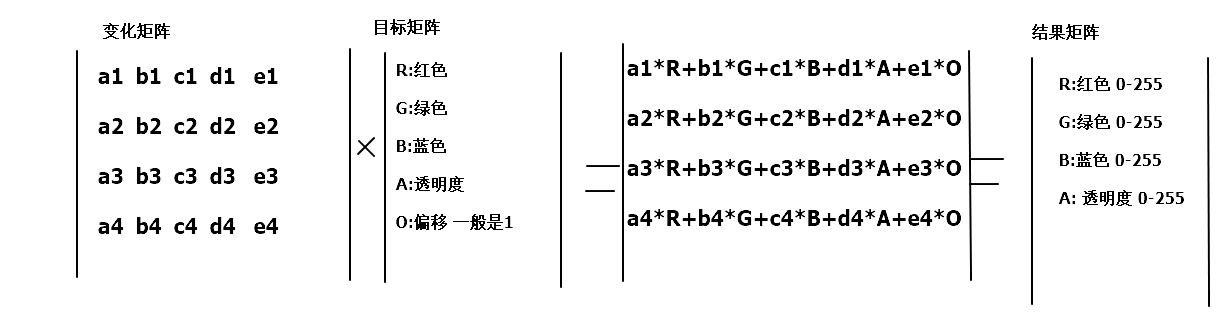 变化矩阵
a1 b1 c1 d1 e1
a2 b2 c2 d2 e2
a3 b3 c3 d3 e3
a4 b4 c4 d4 e4
×
目标矩阵
R:红色
G:绿色
B:蓝色
A:透明度
O:偏移 一般是1
=
a1*R+b1*G+c1*B+d1*A+e1*O
a2*R+b2*G+c2*B+d2*A+e2*O
a3*R+b3*G+c3*B+d3*A+e3*O
a4*R+b4*G+c4*B+d4*A+e4*O
=
结果矩阵
R:红色 0-255
G:绿色 0-255
B:蓝色 0-255
A: 透明度 0-255